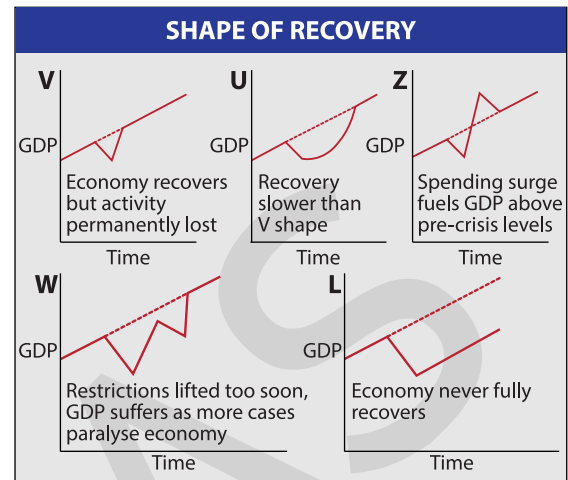 SHAPE OF RECOVERY
V
GDP
Economy recovers
but activity
permanently lost
Time
U
GDP
Recovery
slower than
V shape
Time
Z
GDP
Spending surge
fuels GDP above
pre-crisis levels
Time
W
GDP
Restrictions lifted too soon,
GDP suffers as more cases
paralyse economy
Time
L
GDP
Economy never fully
recovers
Time